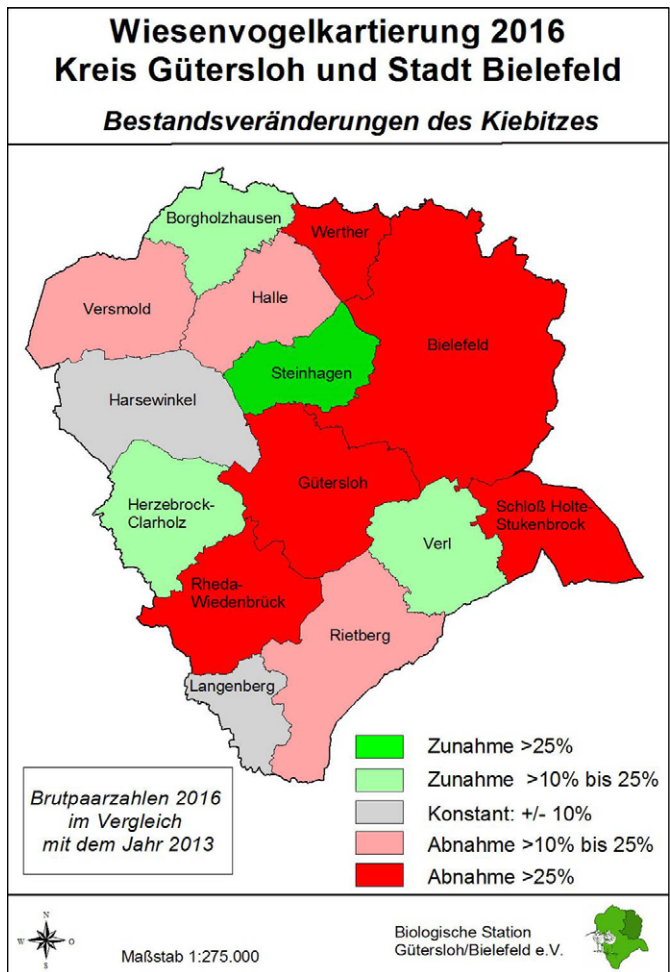 Wiesenvogelkartierung 2016
Kreis Gütersloh und Stadt Bielefeld
Bestandsveränderungen des Kiebitzes
Borgholzhausen
Werther
Versmold
Halle
Bielefeld
Steinhagen
Harsewinkel
Gütersloh
Herzebrock-
Clarholz
Schloß Holte-
Stukenbrock
Verl
Rheda-
Wiedenbrück
Rietberg
Langenberg
Zunahme >25%
Zunahme >10% bis 25%
Konstant: +/- 10%
Abnahme >10% bis 25%
Abnahme >25%
Brutpaarzahlen 2016
im Vergleich
mit dem Jahr 2013
N
W O
S
Maßstab 1:275.000
Biologische Station
Gütersloh/Bielefeld e.V.